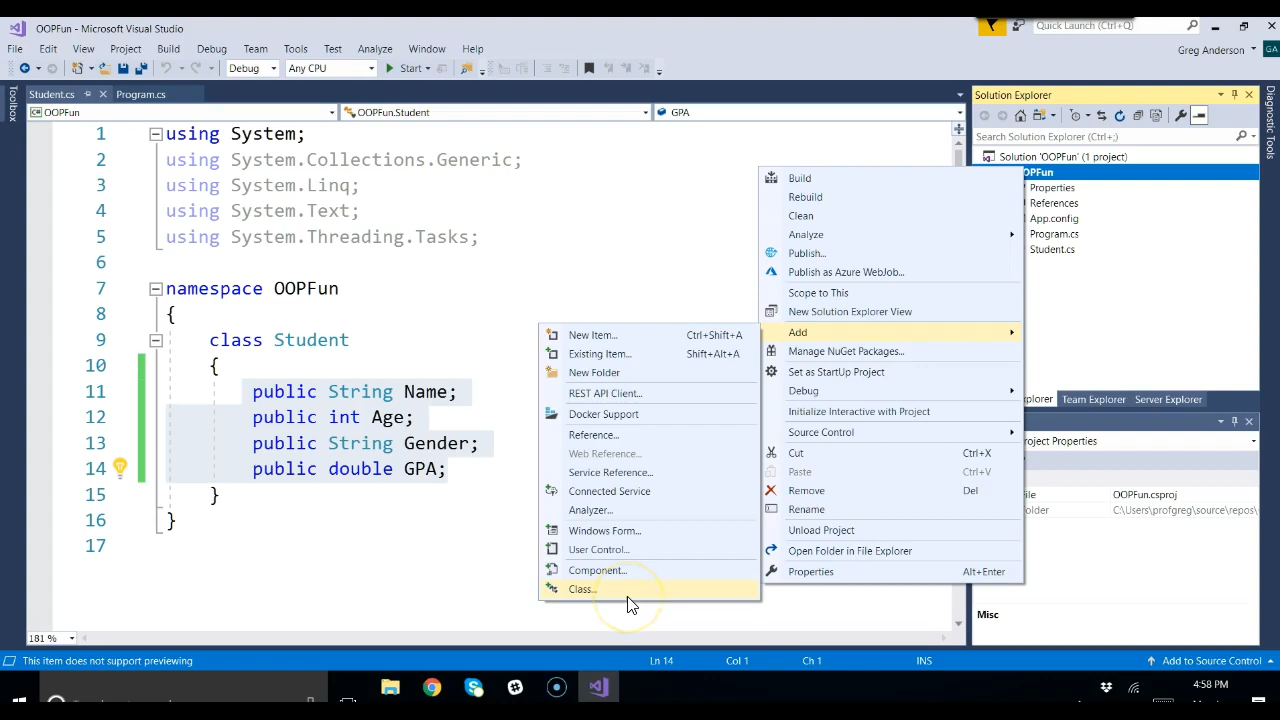 OOPFun - Microsoft Visual Studio
Quick Launch (Ctrl+Q)
File Edit View Project Build Debug Team Tools Test Analyze Window Help
Greg Anderson GA
Debug Any CPU Start
Toolbox
Student.cs Program.cs
OOPFun OOPFun.Student GPA
1 using System;
2 using System.Collections.Generic;
3 using System.Linq;
4 using System.Text;
5 using System.Threading.Tasks;
6
7 namespace OOPFun
8 {
9 class Student
10 {
11 public String Name;
12 public int Age;
13 public String Gender;
14 public double GPA;
15 }
16 }
17
181 %
New Item... Ctrl+Shift+A
Existing Item... Shift+Alt+A
New Folder
REST API Client...
Docker Support
Reference...
Web Reference...
Service Reference...
Connected Service
Analyzer...
Windows Form...
User Control...
Component...
Class...
Build
Rebuild
Clean
Analyze
Publish...
Publish as Azure WebJob...
Scope to This
New Solution Explorer View
Add
Manage NuGet Packages...
Set as StartUp Project
Debug
Initialize Interactive with Project
Source Control
Cut Ctrl+X
Paste Ctrl+V
Remove Del
Rename
Unload Project
Open Folder in File Explorer
Properties Alt+Enter
Solution Explorer
Search Solution Explorer (Ctrl+;)
Solution 'OOPFun' (1 project)
OPFun
Properties
References
App.config
Program.cs
Student.cs
plorer Team Explorer Server Explorer
roject Properties
ile OOPFun.csproj
older C:\Users\profgreg\source\repos\
Misc
Diagnostic Tools
This item does not support previewing Ln 14 Col 1 Ch 1 INS Add to Source Control
4:58 PM